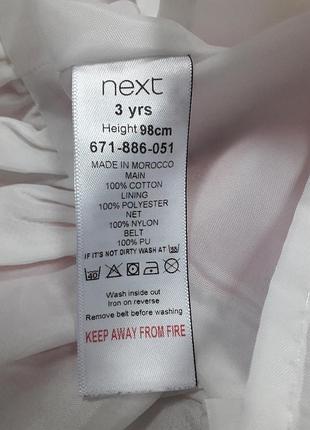 next
3 yrs
Height 98cm
671-886-051
MADE IN MOROCCO
MAIN
100% COTTON
LINING
100% POLYESTER
NET
100% NYLON
BELT
100% PU
IF IT'S NOT DIRTY WASH AT 30
40
Wash inside out
Iron on reverse
Remove belt before washing
KEEP AWAY FROM FIRE